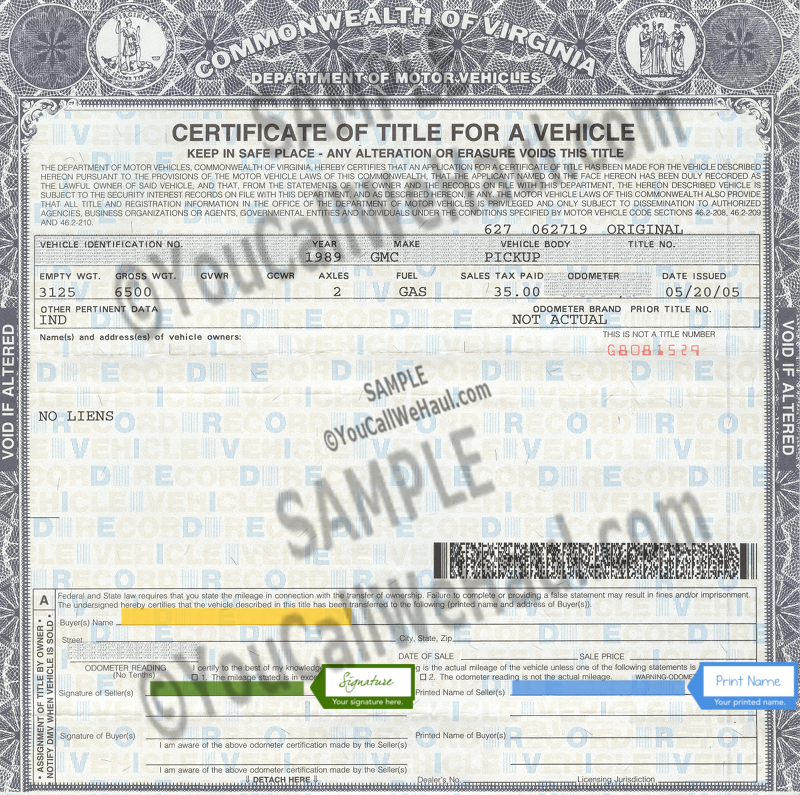 COMMONWEALTH OF VIRGINIA
DEPARTMENT OF MOTOR VEHICLES
CERTIFICATE OF TITLE FOR A VEHICLE
KEEP IN SAFE PLACE - ANY ALTERATION OR ERASURE VOIDS THIS TITLE
THE DEPARTMENT OF MOTOR VEHICLES, COMMONWEALTH OF VIRGINIA, HEREBY CERTIFIES THAT AN APPLICATION FOR A CERTIFICATE OF TITLE HAS BEEN MADE FOR THE VEHICLE DESCRIBED
HEREON PURSUANT TO THE PROVISIONS OF THE MOTOR VEHICLE LAWS OF THIS COMMONWEALTH, THAT THE APPLICANT NAMED ON THE FACE HEREON HAS BEEN DULY RECORDED AS
THE LAWFUL OWNER OF SAID VEHICLE, AND THAT, FROM THE STATEMENTS OF THE OWNER AND THE RECORDS ON FILE WITH THIS DEPARTMENT, THE HEREON DESCRIBED VEHICLE IS
SUBJECT TO THE SECURITY INTEREST RECORDS ON FILE WITH THIS DEPARTMENT, AND AS DESCRIBED HEREON, IF ANY. THE MOTOR VEHICLE LAWS OF THIS COMMONWEALTH ALSO PROVIDE
THAT ALL TITLE AND REGISTRATION INFORMATION IN THE OFFICE OF THE DEPARTMENT OF MOTOR VEHICLES IS PRIVILEGED AND ONLY SUBJECT TO DISSEMINATION TO AUTHORIZED
AGENCIES, BUSINESS ORGANIZATIONS OR AGENTS, GOVERNMENTAL ENTITIES AND INDIVIDUALS UNDER THE CONDITIONS SPECIFIED BY MOTOR VEHICLE CODE SECTIONS 46.2-208, 46.2-209
AND 46.2-210.
627 062719 ORIGINAL
VEHICLE IDENTIFICATION NO. YEAR MAKE VEHICLE BODY TITLE NO.
1989 GMC PICKUP
EMPTY WGT. GROSS WGT. GVWR GCWR AXLES FUEL SALES TAX PAID ODOMETER DATE ISSUED
3125 6500 2 GAS 35.00 05/20/05
OTHER PERTINENT DATA ODOMETER BRAND PRIOR TITLE NO.
IND NOT ACTUAL
Name(s) and address(es) of vehicle owners: THIS IS NOT A TITLE NUMBER
G8081529
VOID IF ALTERED
VOID IF ALTERED
SAMPLE
©YouCallWeHaul.com
SAMPLE
©YouCallWeHaul.com
NO LIENS
SAMPLE
©YouCallWeHaul.com
A
ASSIGNMENT OF TITLE BY OWNER •
• NOTIFY DMV WHEN VEHICLE IS SOLD •
Federal and State law requires that you state the mileage in connection with the transfer of ownership. Failure to complete or providing a false statement may result in fines and/or imprisonment.
The undersigned hereby certifies that the vehicle described in this title has been transferred to the following (printed name and address of Buyer(s)).
Buyer(s) Name
Street City, State, Zip
DATE OF SALE SALE PRICE
ODOMETER READING I certify to the best of my knowledge is the actual mileage of the vehicle unless one of the following statements is
(No Tenths) 1. The mileage stated is in 2. The odometer reading is not the actual mileage.
Signature of Seller(s) Signature Printed Name of Seller(s) Print Name
Your signature here. Your printed name.
Signature of Buyer(s) Printed Name of Buyer(s)
I am aware of the above odometer certification made by the Seller(s)
I am aware of the above odometer certification made by the Seller(s)
⇓ DETACH HERE ⇓ Dealer's No. Licensing Jurisdiction